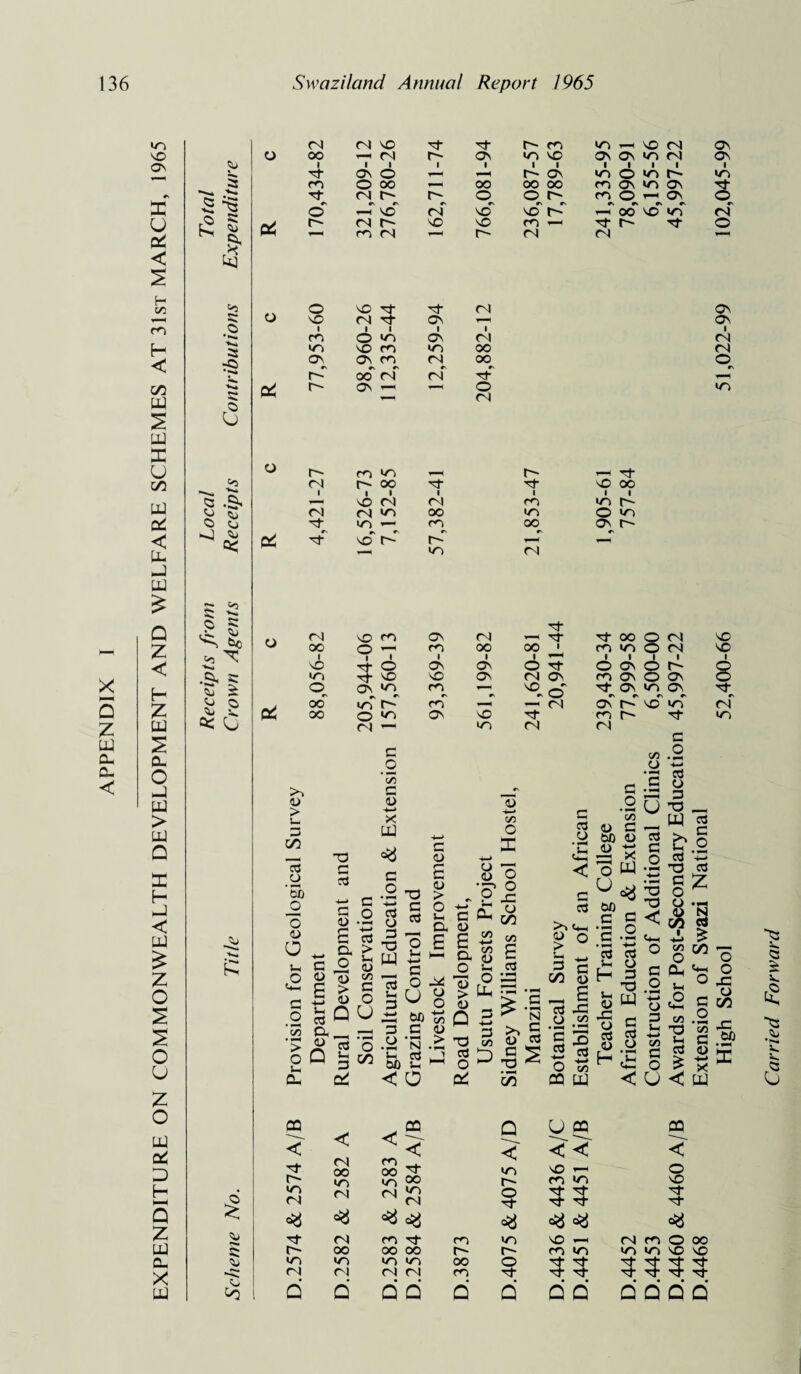 136 Swaziland Annual Report 1965
APPENDIX I
EXPENDITURE ON COMMONWEALTH DEVELOPMENT AND WELFARE SCHEMES AT 31ST MARCH, 1965
Scheme No. Title Receipts from Crown Agents Local Receipts Contributions Total Expenditure
R c R c R c R c
D.2574 & 2574 A/B Provision for Geological Survey
Department 88,056-82 4,421-27 77,953-60 170,434-82
D.2582 & 2582 A Rural Development and
Soil Conservation 205,944-06 16,526-73 98,960-26 321,209-12
D.2583 & 2583 A Agricultural Education & Extension 157,560-13 7,152-85 112,335-44 276,780-26
D.2584 & 2584 A/B Grazing Control and
Livestock Improvement 93,369-39 57,382-41 12,259-94 162,711-74
D.3873 Road Development,
Usutu Forests Project 561,199-82 204,882-12 766,081-94
D.4075 & 4075 A/D Sidney Williams School Hostel,
Manzini 241,620-81 21,853-47 236,087-57
D.4436 & 4436 A/C Botanical Survey 20,741-44 17,789-63
D.4451 & 4451 A/B Establishment of an African
Teacher Training College 239,430-34 1,905-61 241,335-95
D.4452 African Education & Extension 77,999-58 757-84 78,090-91
D.4453 Construction of Additional Clinics 65,500-00 65,155-56
D.4460 & 4460 A/B Awards for Post-Secondary Education 45,997-22 45,997-22
D.4468 Extension of Swazi National
High School 52,400-66 51,022-99 102,045-99
Carried Forward